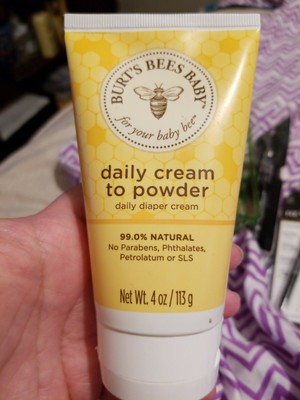 BURT'S BEES BABY
for your baby bee
daily cream
to powder
daily diaper cream
99.0% NATURAL
No Parabens, Phthalates,
Petrolatum or SLS
Net Wt. 4 oz / 113 g